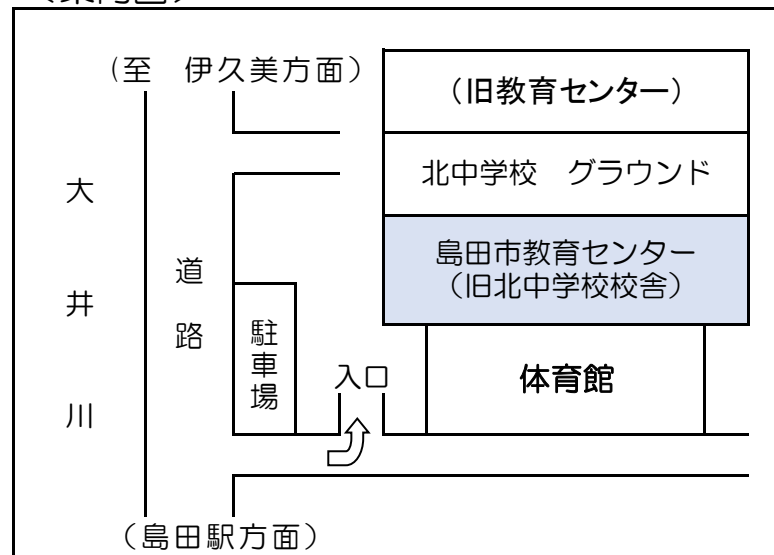 （至　伊久美方面）
（旧教育センター）
北中学校　グラウンド
大井川
道路
島田市教育センター
（旧北中学校校舎）
駐車場
入口
体育館
（島田駅方面）